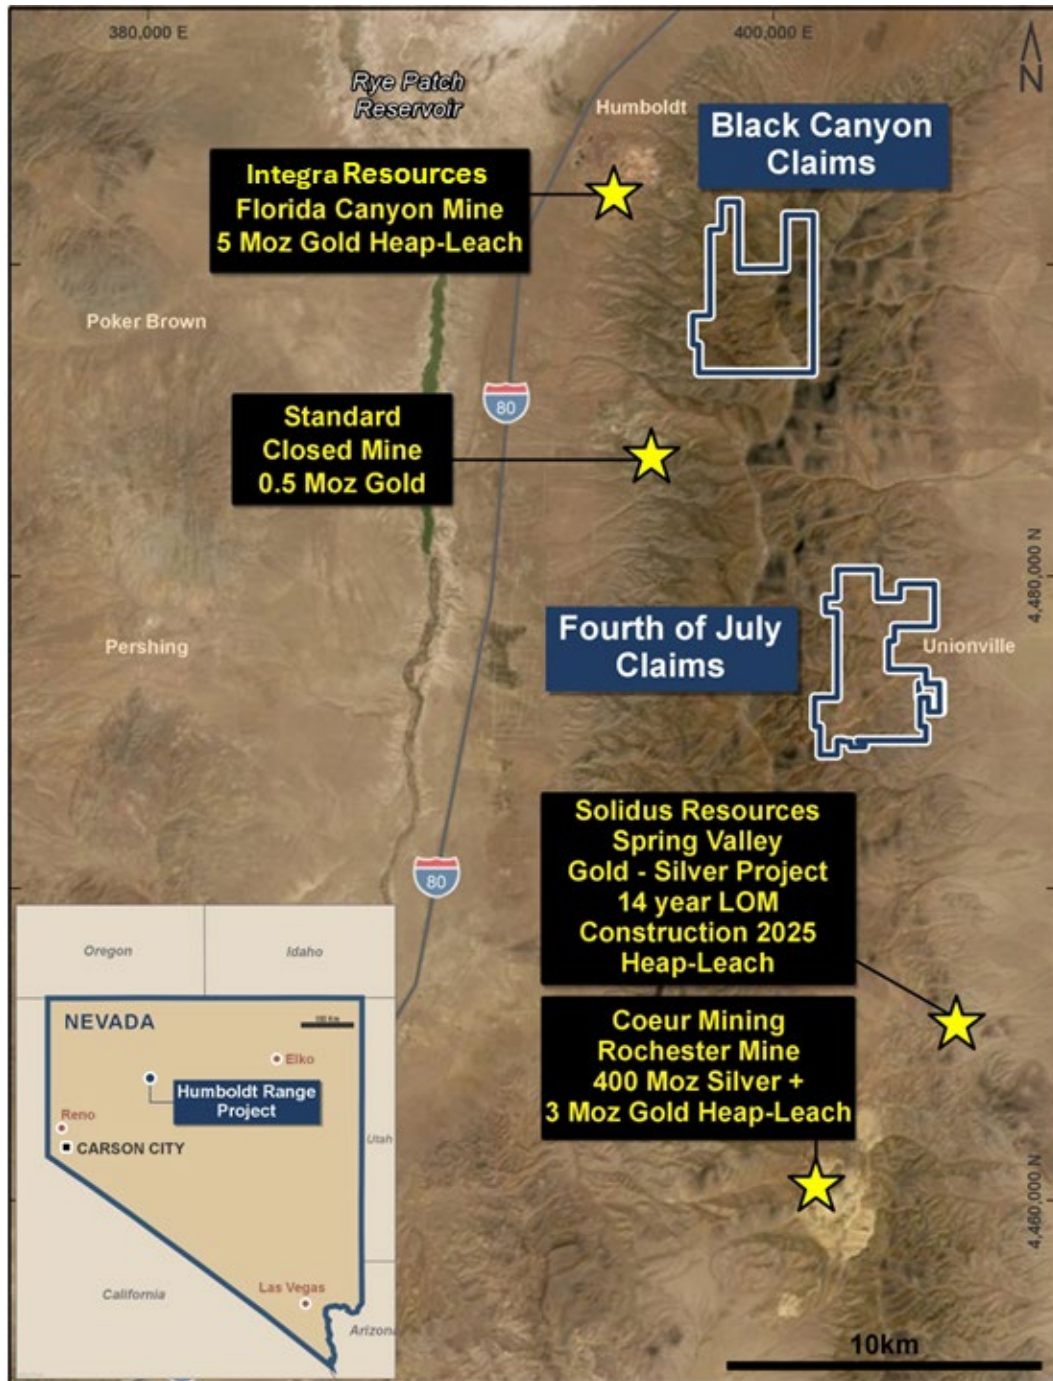 380,000 E
400,000 E
N
Rye Patch
Reservoir
Humboldt
Black Canyon
Claims
Integra Resources
Florida Canyon Mine
5 Moz Gold Heap-Leach
Poker Brown
80
Standard
Closed Mine
0.5 Moz Gold
4,480,000 N
Fourth of July
Claims
Pershing
Unionville
Solidus Resources
Spring Valley
Gold - Silver Project
14 year LOM
Construction 2025
Heap-Leach
80
Coeur Mining
Rochester Mine
400 Moz Silver +
3 Moz Gold Heap-Leach
4,460,000 N
Oregon
Idaho
NEVADA
Elko
Humboldt Range
Project
Reno
CARSON CITY
Utah
California
Las Vegas
Arizona
10km